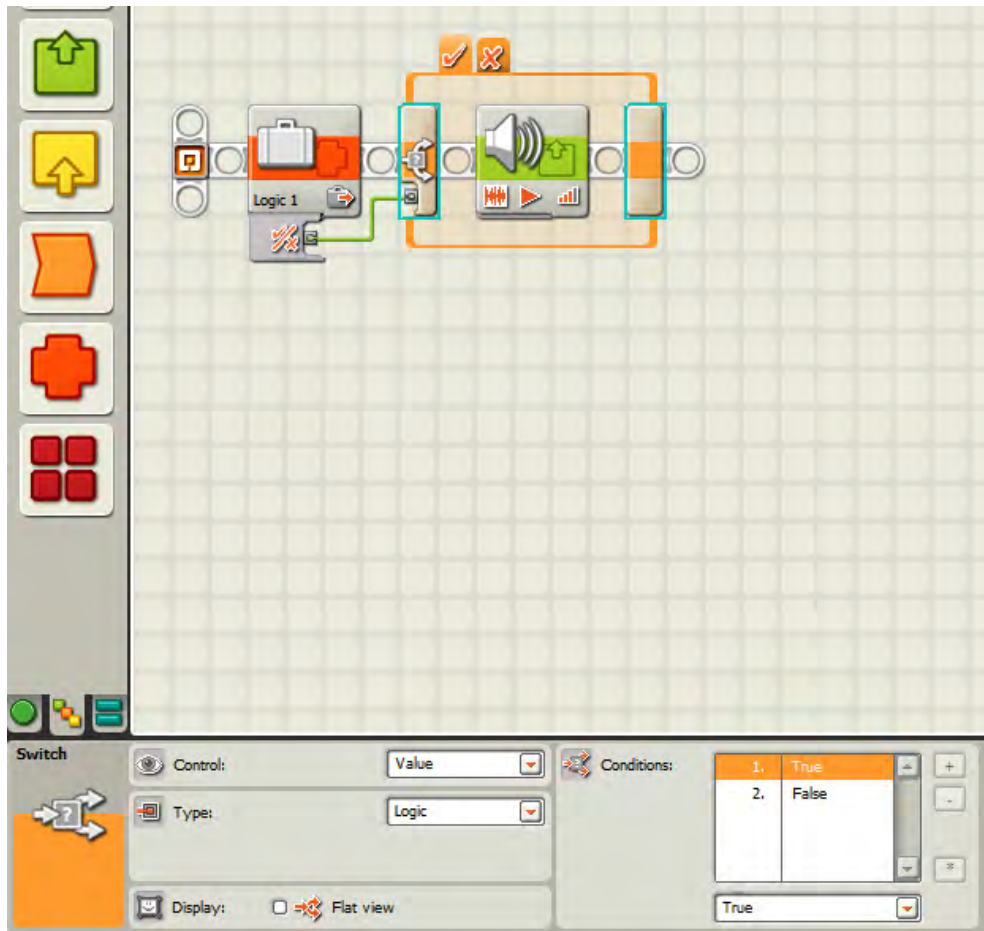 Logic 1
Switch
Control:
Value
Type:
Logic
Display:
Flat view
Conditions:
1. True
2. False
+
-
*
True